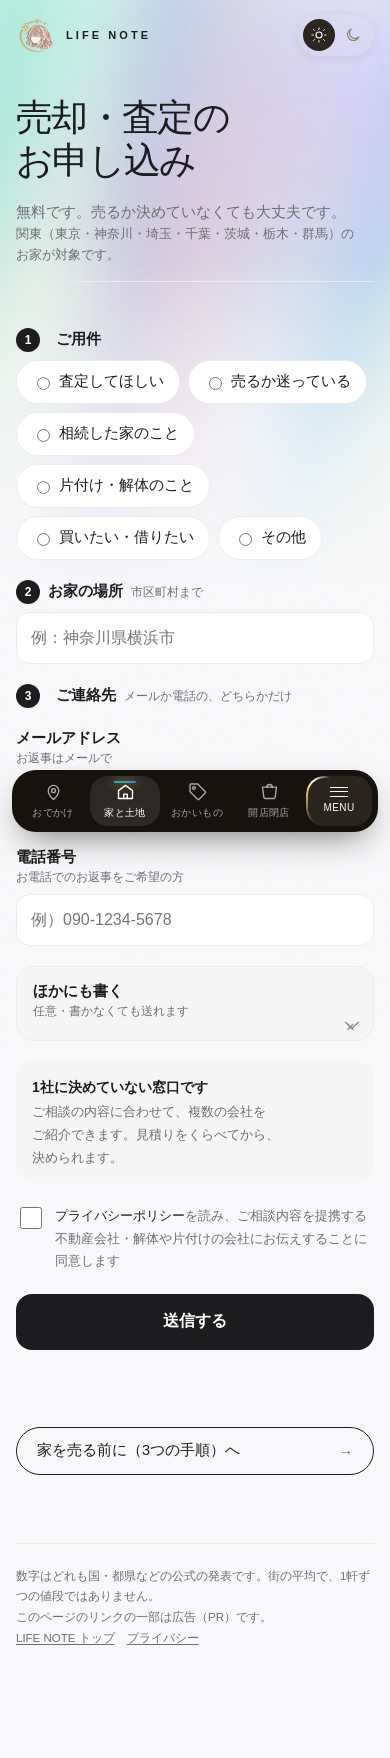 LIFE NOTE
売却・査定の
お申し込み
無料です。売るか決めていなくても大丈夫です。
関東（東京・神奈川・埼玉・千葉・茨城・栃木・群馬）の
お家が対象です。
1 ご用件
査定してほしい 売るか迷っている
相続した家のこと
片付け・解体のこと
買いたい・借りたい その他
2 お家の場所 市区町村まで
例：神奈川県横浜市
3 ご連絡先 メールか電話の、どちらかだけ
メールアドレス
お返事はメールで
おでかけ 家と土地 おかいもの 開店閉店 MENU
電話番号
お電話でのお返事をご希望の方
例）090-1234-5678
ほかにも書く
任意・書かなくても送れます
1社に決めていない窓口です
ご相談の内容に合わせて、複数の会社を
ご紹介できます。見積りをくらべてから、
決められます。
プライバシーポリシーを読み、ご相談内容を提携する
不動産会社・解体や片付けの会社にお伝えすることに
同意します
送信する
家を売る前に（3つの手順）へ →
数字はどれも国・都県などの公式の発表です。街の平均で、1軒ず
つの値段ではありません。
このページのリンクの一部は広告（PR）です。
LIFE NOTE トップ プライバシー